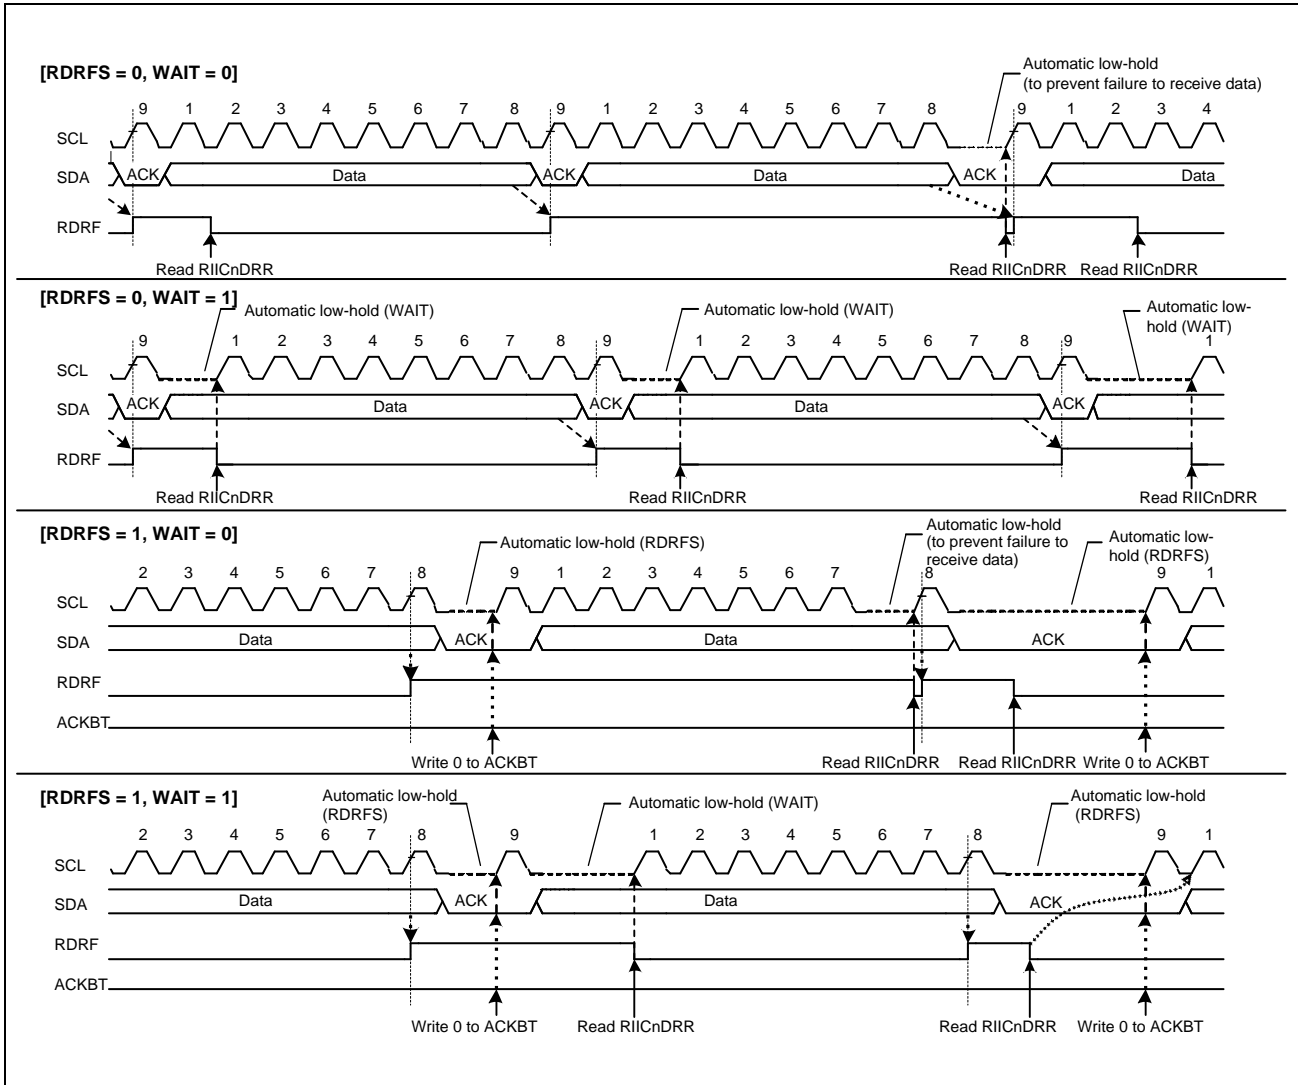 [RDRFS = 0, WAIT = 0]
Automatic low-hold
(to prevent failure to receive data)
9 1 2 3 4 5 6 7 8 9 1 2 3 4 5 6 7 8 9 1 2 3 4
SCL
SDA ACK Data ACK Data ACK Data
RDRF
Read RIICnDRR Read RIICnDRR Read RIICnDRR
[RDRFS = 0, WAIT = 1]
Automatic low-hold (WAIT) Automatic low-hold (WAIT) Automatic low-
hold (WAIT)
9 1 2 3 4 5 6 7 8 9 1 2 3 4 5 6 7 8 9 1
SCL
SDA ACK Data ACK Data ACK
RDRF
Read RIICnDRR Read RIICnDRR Read RIICnDRR
[RDRFS = 1, WAIT = 0]
Automatic low-hold (RDRFS)
Automatic low-hold
(to prevent failure to
receive data)
Automatic low-
hold (RDRFS)
2 3 4 5 6 7 8 9 1 2 3 4 5 6 7 8 9 1
SCL
SDA Data ACK Data ACK
RDRF
ACKBT
Write 0 to ACKBT Read RIICnDRR Read RIICnDRR Write 0 to ACKBT
[RDRFS = 1, WAIT = 1]
Automatic low-hold
(RDRFS)
Automatic low-hold (WAIT)
Automatic low-hold
(RDRFS)
2 3 4 5 6 7 8 9 1 2 3 4 5 6 7 8 9 1
SCL
SDA Data ACK Data ACK
RDRF
ACKBT
Write 0 to ACKBT Read RIICnDRR Read RIICnDRR Write 0 to ACKBT